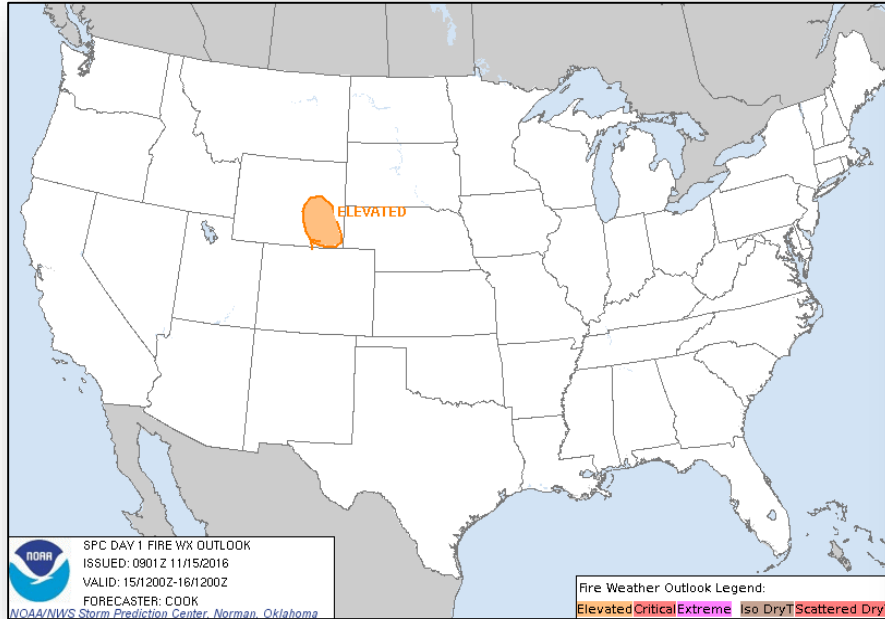 ELEVATED
NOAA
SPC DAY 1 FIRE WX OUTLOOK
ISSUED: 0901Z 11/15/2016
VALID: 15/1200Z-16/1200Z
FORECASTER: COOK
NOAA/NWS Storm Prediction Center, Norman, Oklahoma
Fire Weather Outlook Legend:
Elevated Critical Extreme Iso DryT Scattered Dry